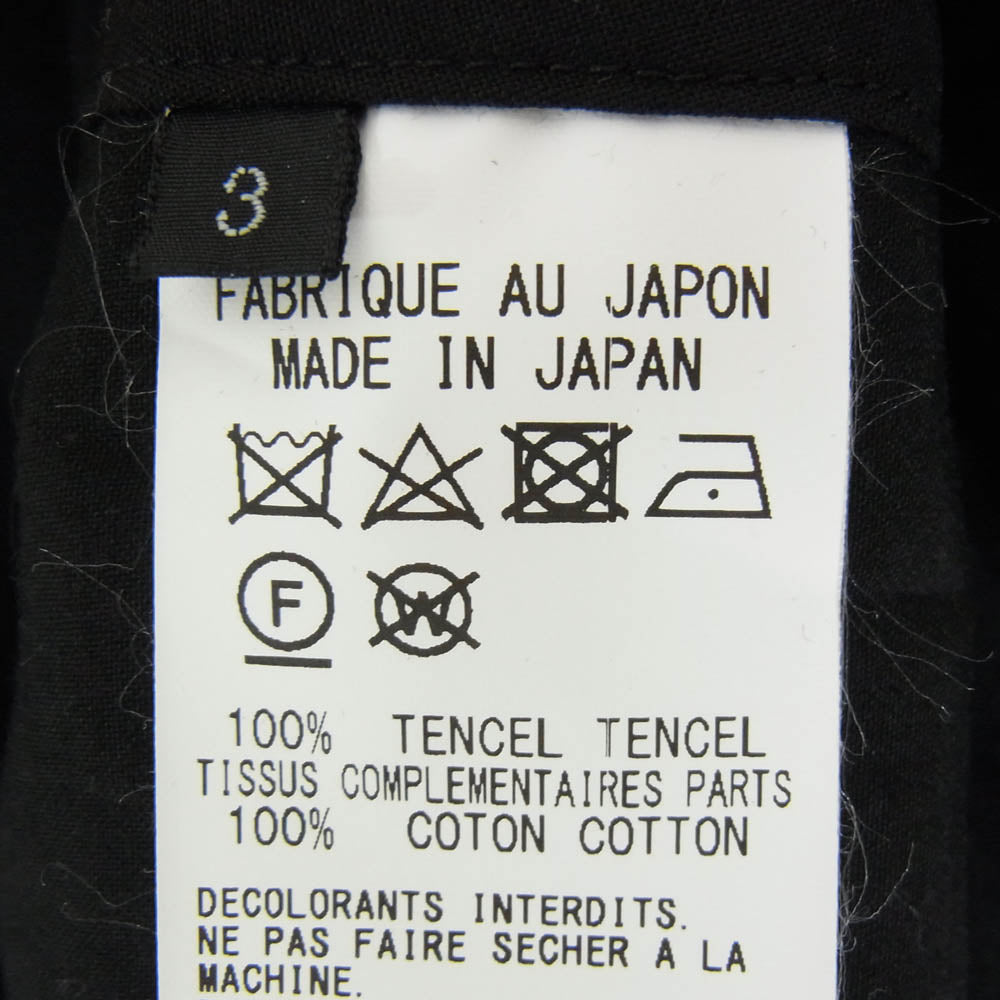 3
FABRIQUE AU JAPON
MADE IN JAPAN
F W
100% TENCEL TENCEL
TISSUS COMPLEMENTAIRES PARTS
100% COTON COTTON
DECOLORANTS INTERDITS.
NE PAS FAIRE SECHER A LA
MACHINE.